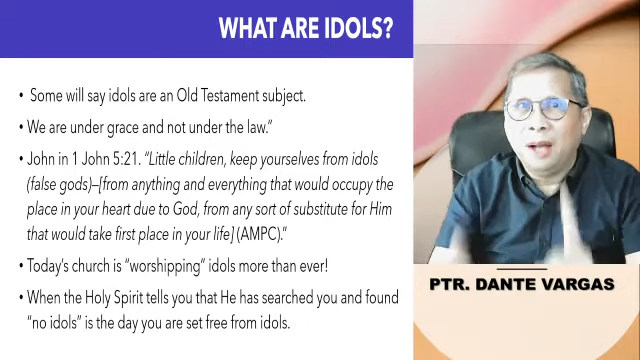 WHAT ARE IDOLS?
• Some will say idols are an Old Testament subject.
• We are under grace and not under the law.”
• John in 1 John 5:21. “Little children, keep yourselves from idols
(false gods)—[from anything and everything that would occupy the
place in your heart due to God, from any sort of substitute for Him
that would take first place in your life] (AMPC).”
• Today’s church is “worshipping” idols more than ever!
• When the Holy Spirit tells you that He has searched you and found
“no idols” is the day you are set free from idols.
PTR. DANTE VARGAS